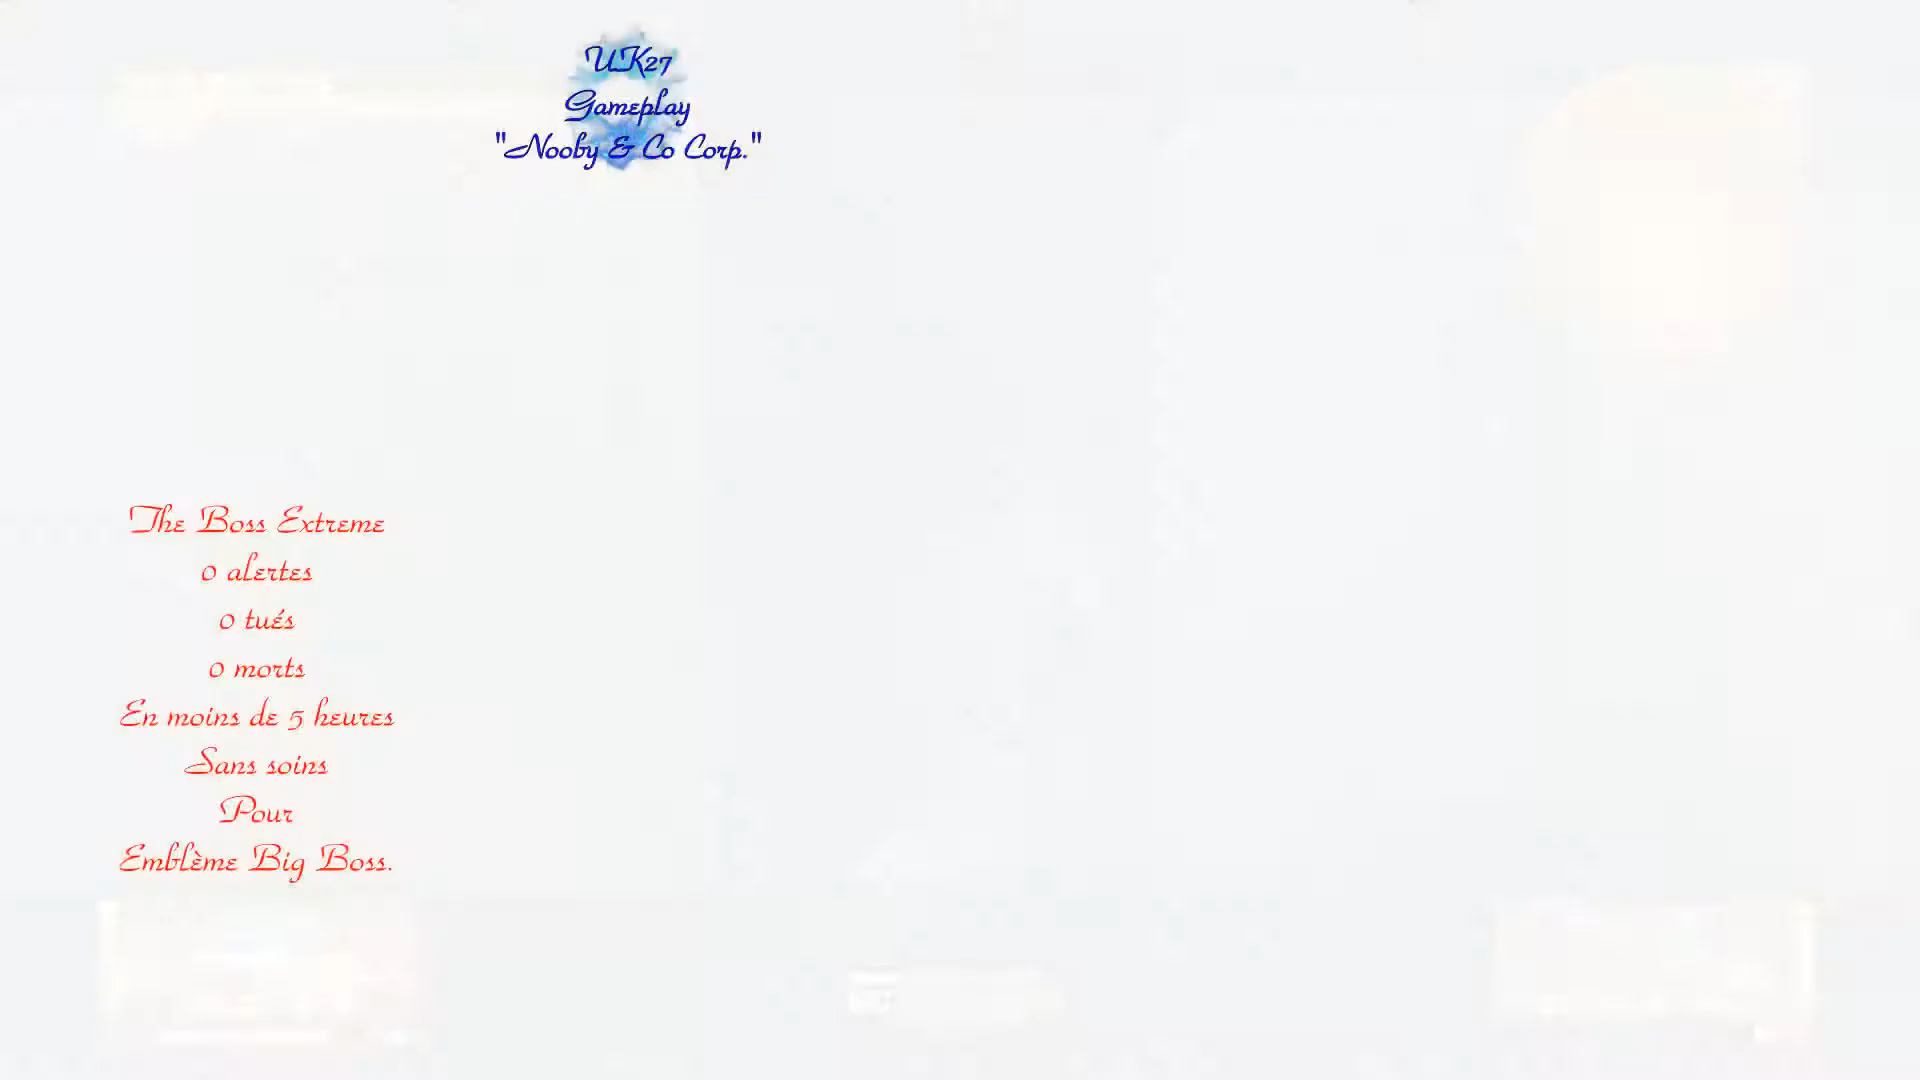 UK27
Gameplay
"Nooby & Co Corp."
The Boss Extreme
0 alertes
0 tués
0 morts
En moins de 5 heures
Sans soins
Pour
Emblème Big Boss.